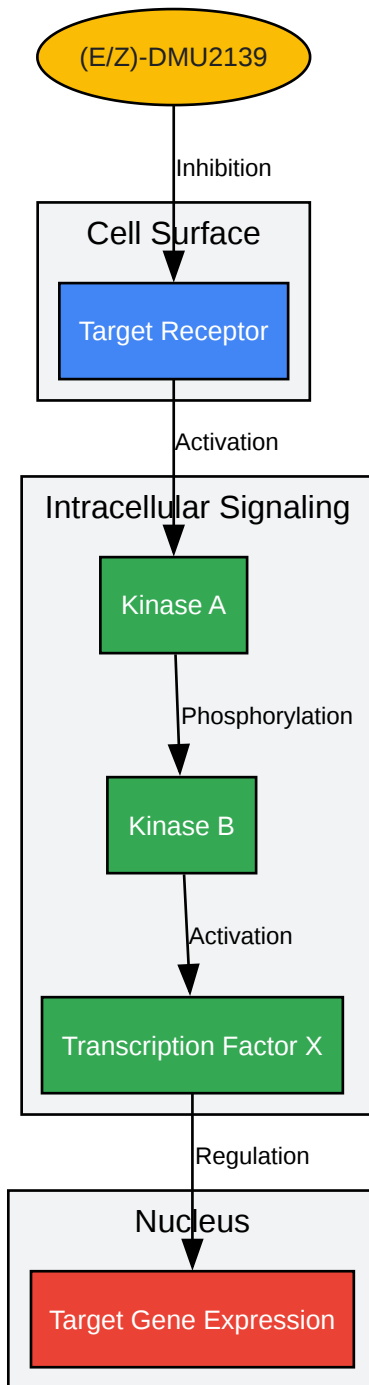 (E/Z)-DMU2139
Inhibition
Cell Surface
Target Receptor
Activation
Intracellular Signaling
Kinase A
Phosphorylation
Kinase B
Activation
Transcription Factor X
Regulation
Nucleus
Target Gene Expression